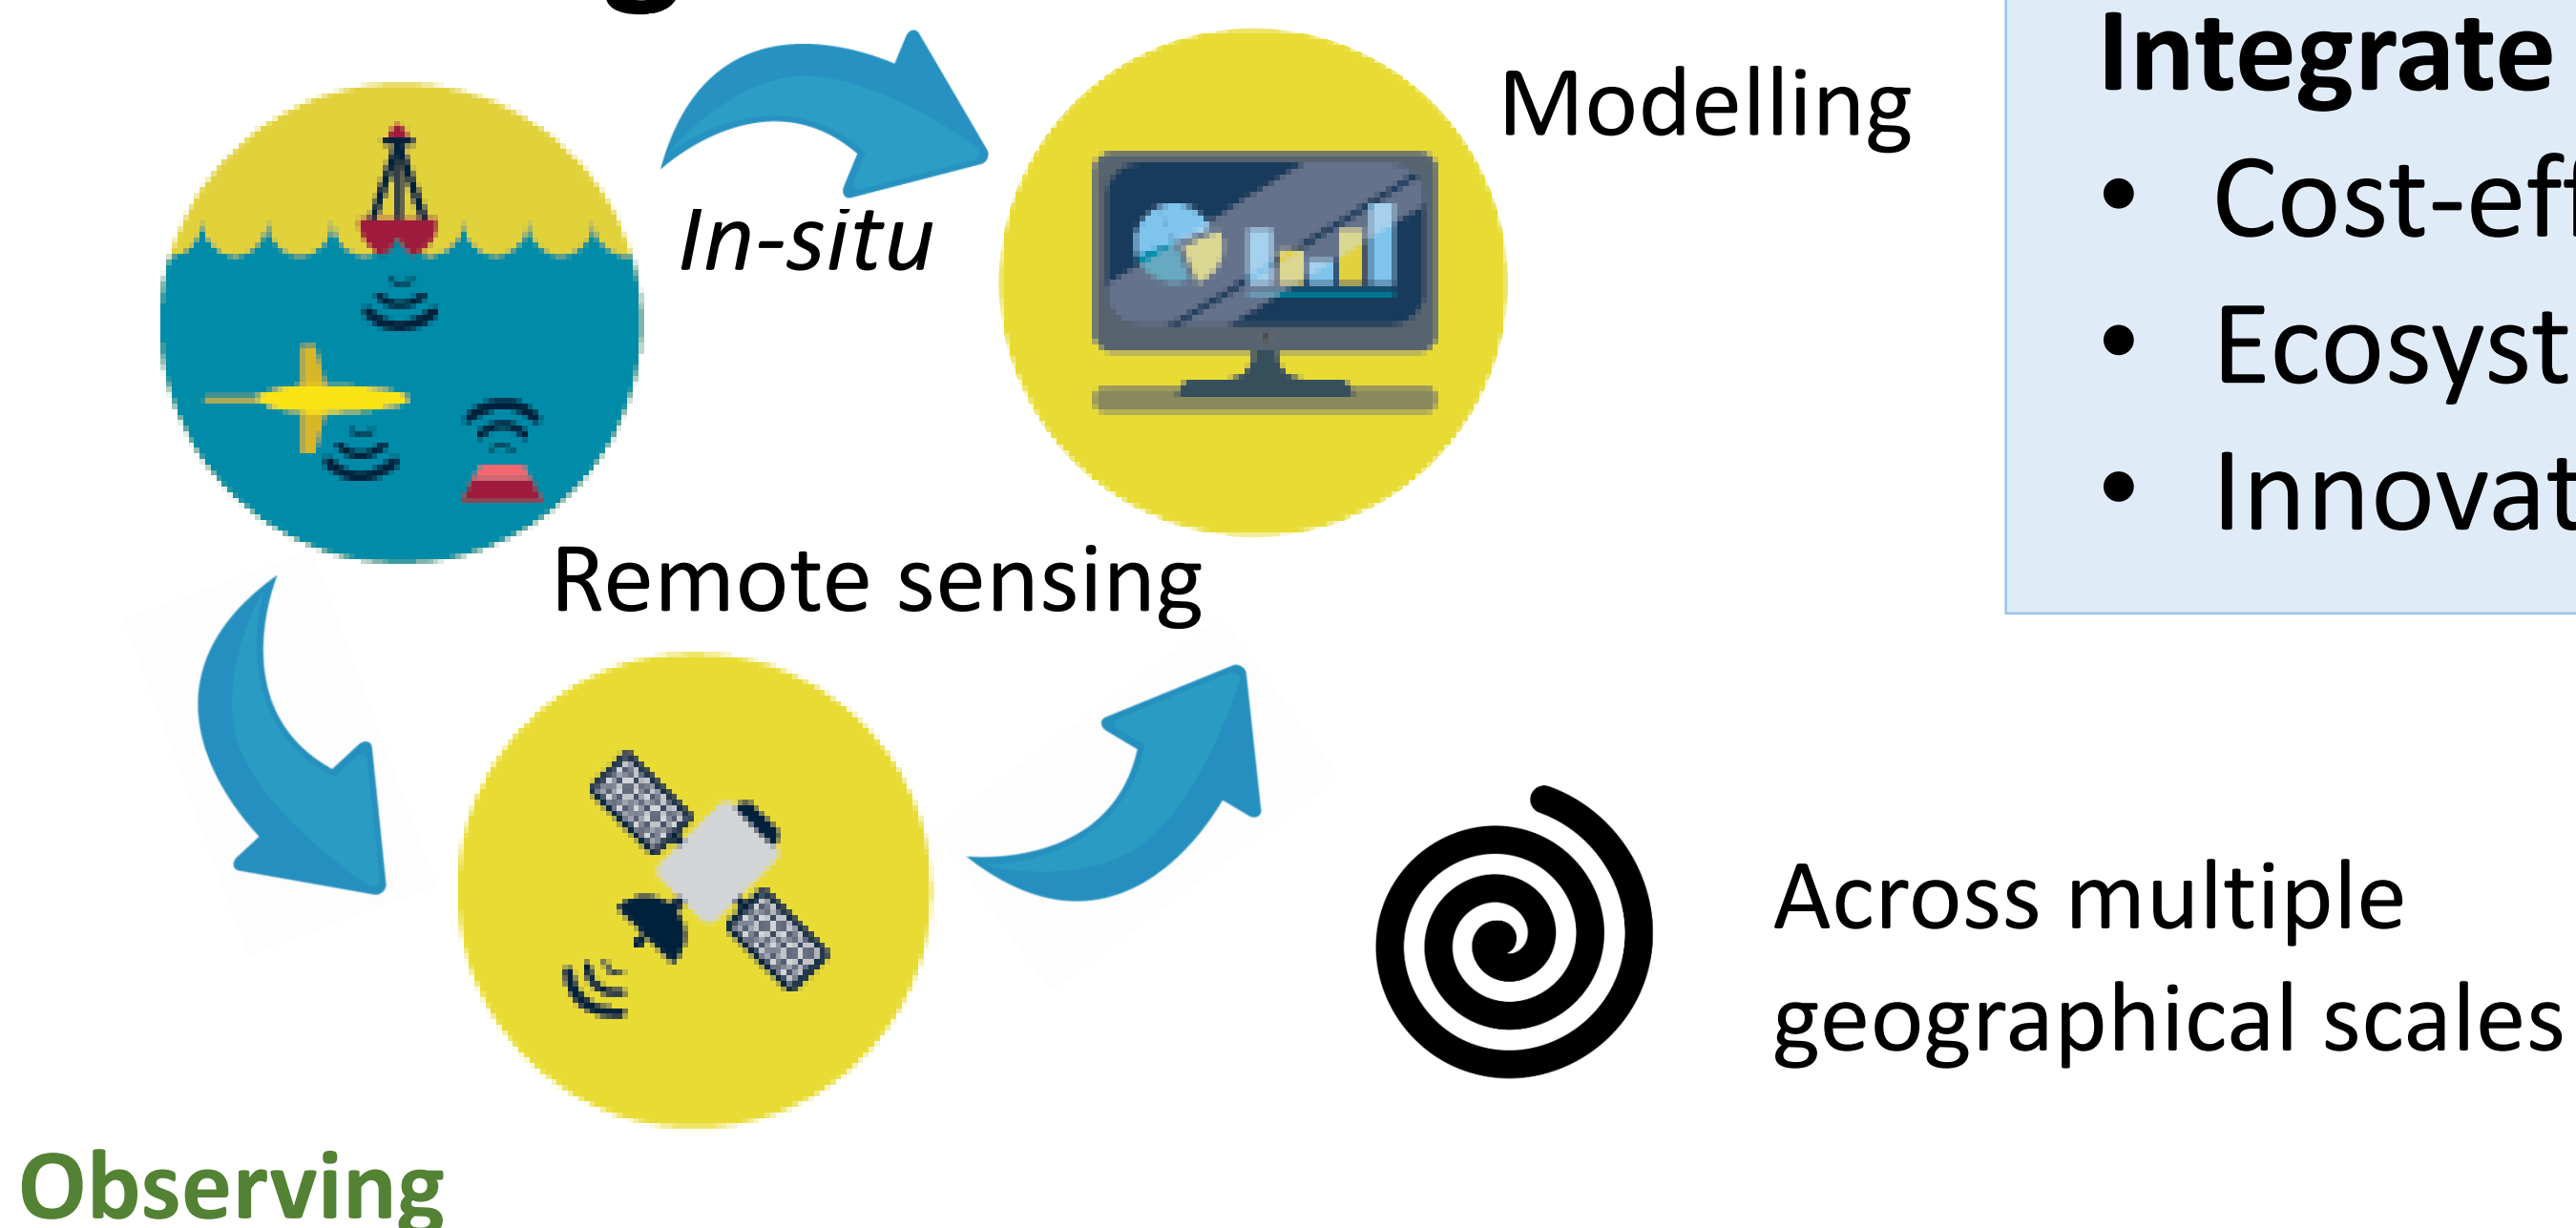 Modelling
In-situ
Remote sensing
Integrate
• Cost-eff
• Ecosyst
• Innovat
Across multiple
geographical scales
Observing